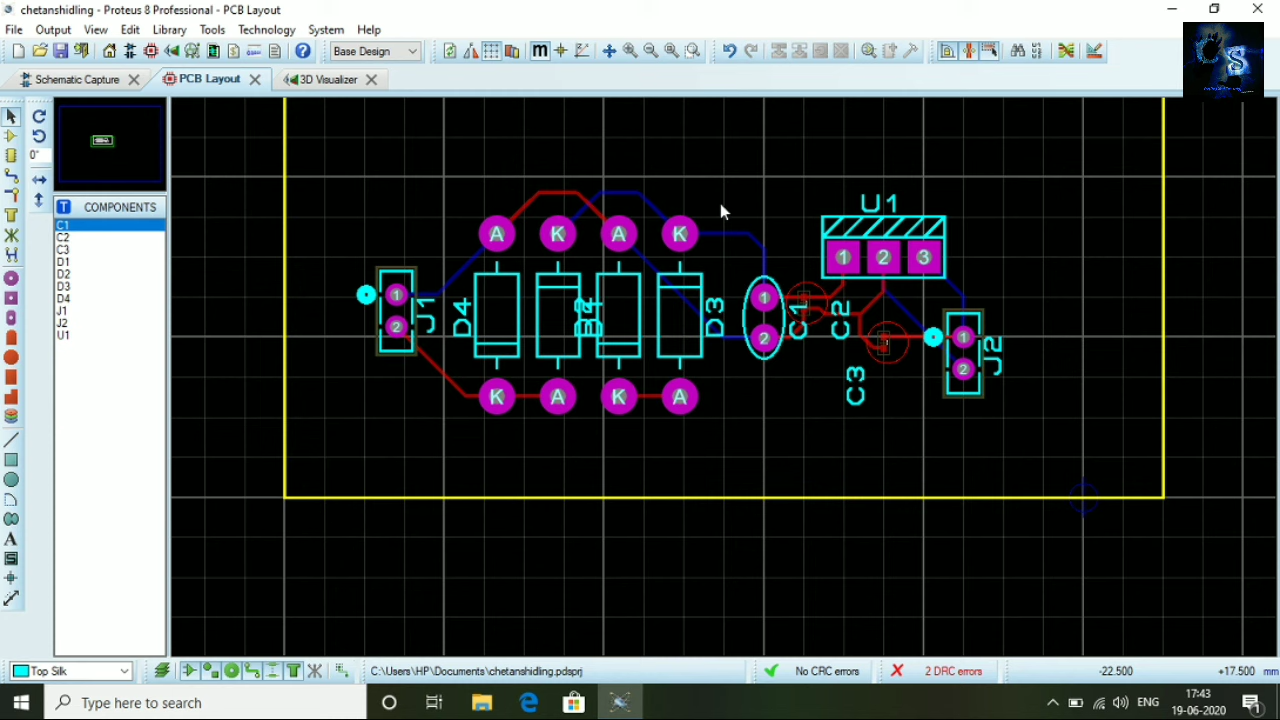 chetanshidling - Proteus 8 Professional - PCB Layout
File Output View Edit Library Tools Technology System Help
Base Design
Schematic Capture PCB Layout 3D Visualizer
0°
COMPONENTS
C1
C2
C3
D1
D2
D3
D4
J1
J2
U1
U1
A K A K
1 2 3
1
2
J1
D4
D3
1
2
C1
C2
C3
1
2
J2
K A K A
Top Silk
C:\Users\HP\Documents\chetanshidling.pdsprj
No CRC errors
2 DRC errors
-22.500
+17.500
Type here to search
ENG
17:43
19-06-2020